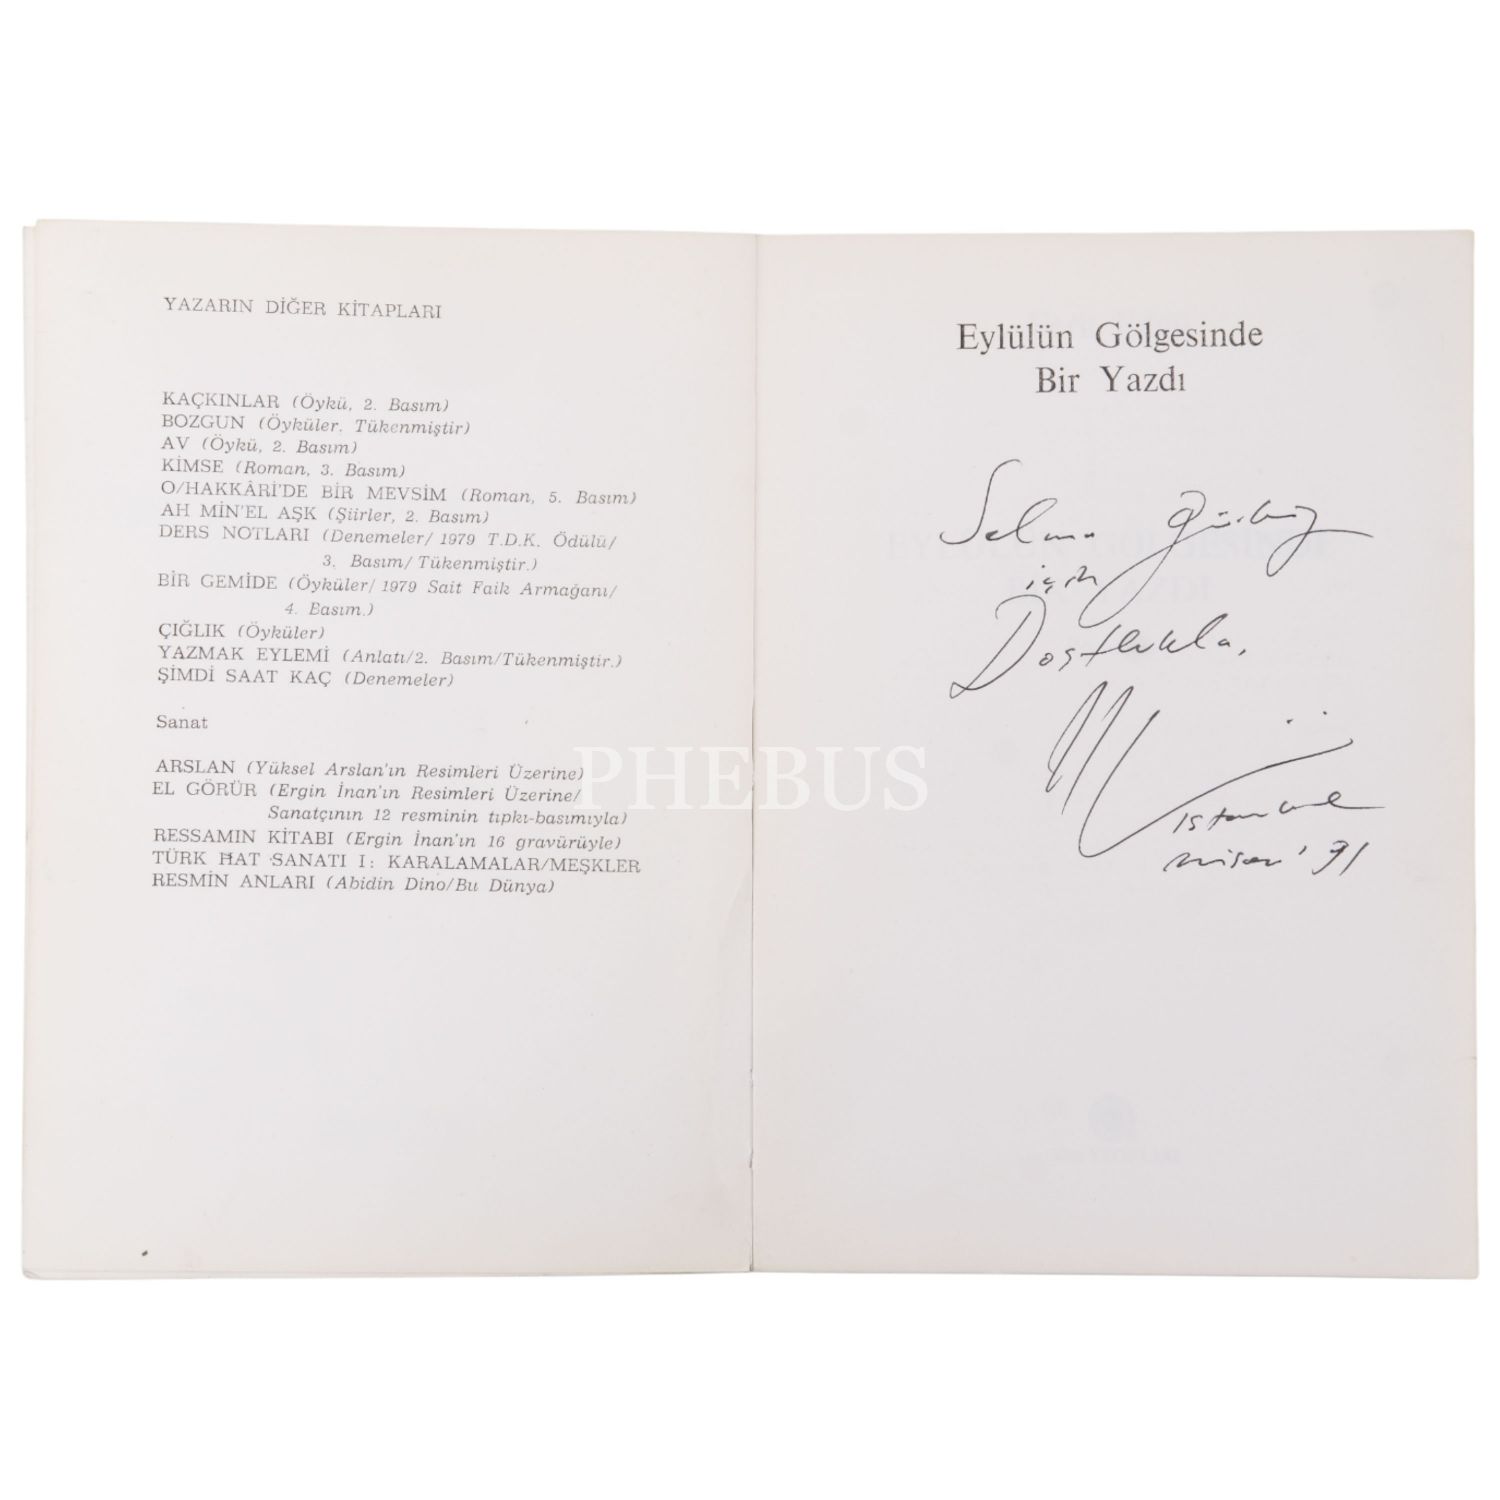 YAZARIN DİĞER KİTAPLARI
KAÇKINLAR (Öykü, 2. Basım)
BOZGUN (Öyküler. Tükenmiştir)
AV (Öykü, 2. Basım)
KİMSE (Roman, 3. Basım)
O/HAKKÂRİ'DE BİR MEVSİM (Roman, 5. Basım)
AH MİN'EL AŞK (Şiirler, 2. Basım)
DERS NOTLARI (Denemeler/ 1979 T.D.K. Ödülü/
3. Basım/ Tükenmiştir.)
BİR GEMİDE (Öyküler/ 1979 Sait Faik Armağanı/
4. Basım.)
ÇIĞLIK (Öyküler)
YAZMAK EYLEMİ (Anlatı/2. Basım/Tükenmiştir.)
ŞİMDİ SAAT KAÇ (Denemeler)
Sanat
ARSLAN (Yüksel Arslan'ın Resimleri Üzerine)
EL GÖRÜR (Ergin İnan'ın Resimleri Üzerine/
Sanatçının 12 resminin tıpkı-basımıyla)
RESSAMIN KİTABI (Ergin İnan'ın 16 gravürüyle)
TÜRK HAT SANATI I: KARALAMALAR/MEŞKLER
RESMİN ANLARI (Abidin Dino/Bu Dünya)
PHEBUS
Eylülün Gölgesinde
Bir Yazdı
Selma Gürbüz
için
Dostlukla,
istanbul
nisan '91